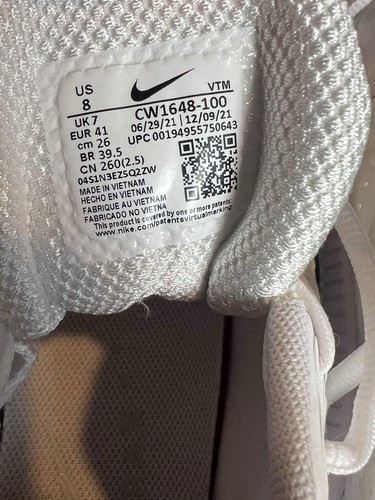 US
8
VTM
UK 7
CW1648-100
EUR 41
06/29/21 12/09/21
cm 26
UPC 00194955750643
BR 39.5
CN 260(2.5)
04S1N3EZSQ2ZW
MADE IN VIETNAM
HECHO EN VIETNAM
FABRIQUE AU VIETNAM
FABRICADO NO VIETNA
This product is covered by one or more patents:
www.nike.com/patentsvirtualmarking